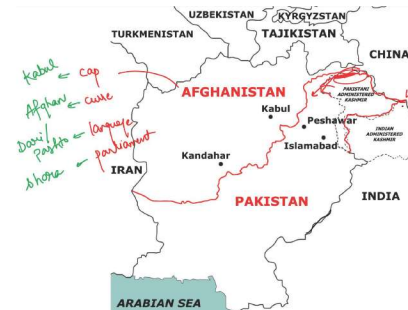 UZBEKISTAN
KYRGYZSTAN
TURKMENISTAN
TAJIKISTAN
CHINA
Kabul ← cap
AFGHANISTAN
PAKISTANI
ADMINISTERED
KASHMIR
Afghan ← curre
Kabul
Dari/
Pashto ← language
Peshawar
INDIAN
ADMINISTERED
KASHMIR
Islamabad
parliament
IRAN
Kandahar
Shora
INDIA
PAKISTAN
ARABIAN SEA